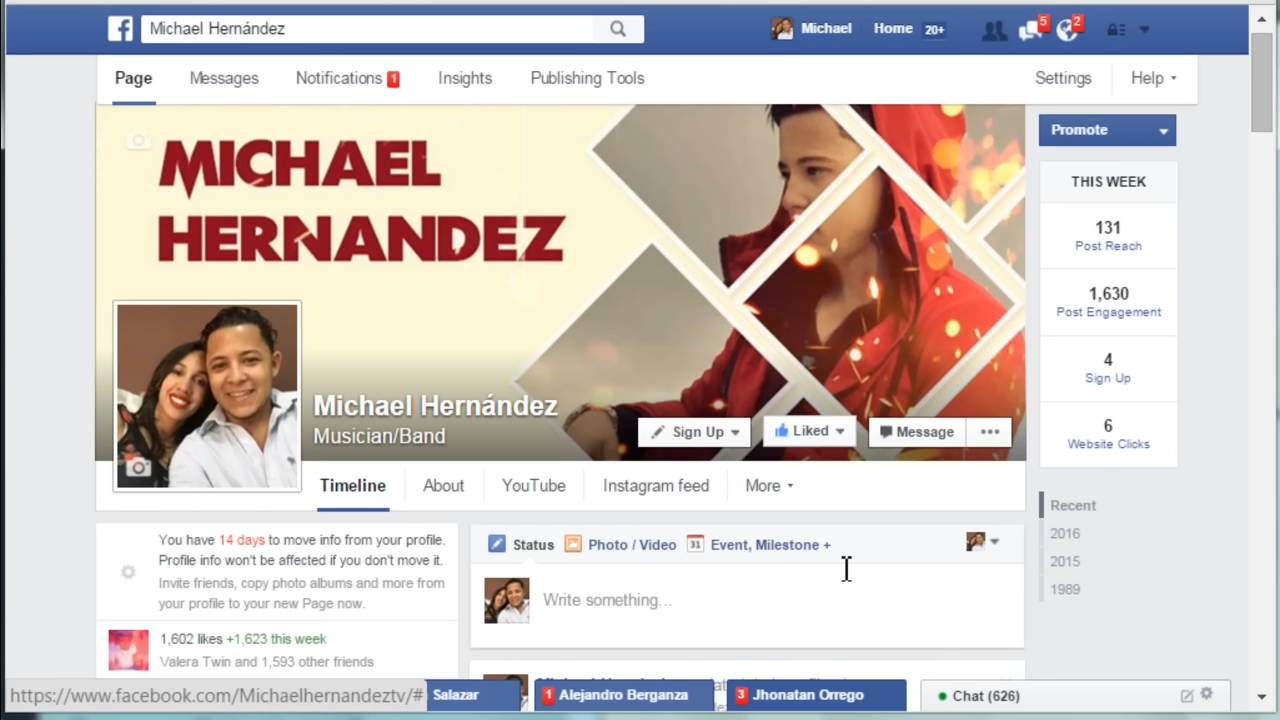 Michael Hernández
Michael
Home 20+
5
2
Page
Messages
Notifications 1
Insights
Publishing Tools
Settings
Help
MICHAEL
HERNANDEZ
Promote
THIS WEEK
131
Post Reach
1,630
Post Engagement
4
Sign Up
6
Website Clicks
Michael Hernández
Musician/Band
Sign Up
Liked
Message
Timeline
About
YouTube
Instagram feed
More
Recent
2016
2015
1989
You have 14 days to move info from your profile.
Profile info won't be affected if you don't move it.
Invite friends, copy photo albums and more from
your profile to your new Page now.
1,602 likes +1,623 this week
Valera Twin and 1,593 other friends
Status
Photo / Video
31 Event, Milestone +
Write something...
https://www.facebook.com/Michaelhernandeztv/#
Salazar
1 Alejandro Berganza
3 Jhonatan Orrego
Chat (626)